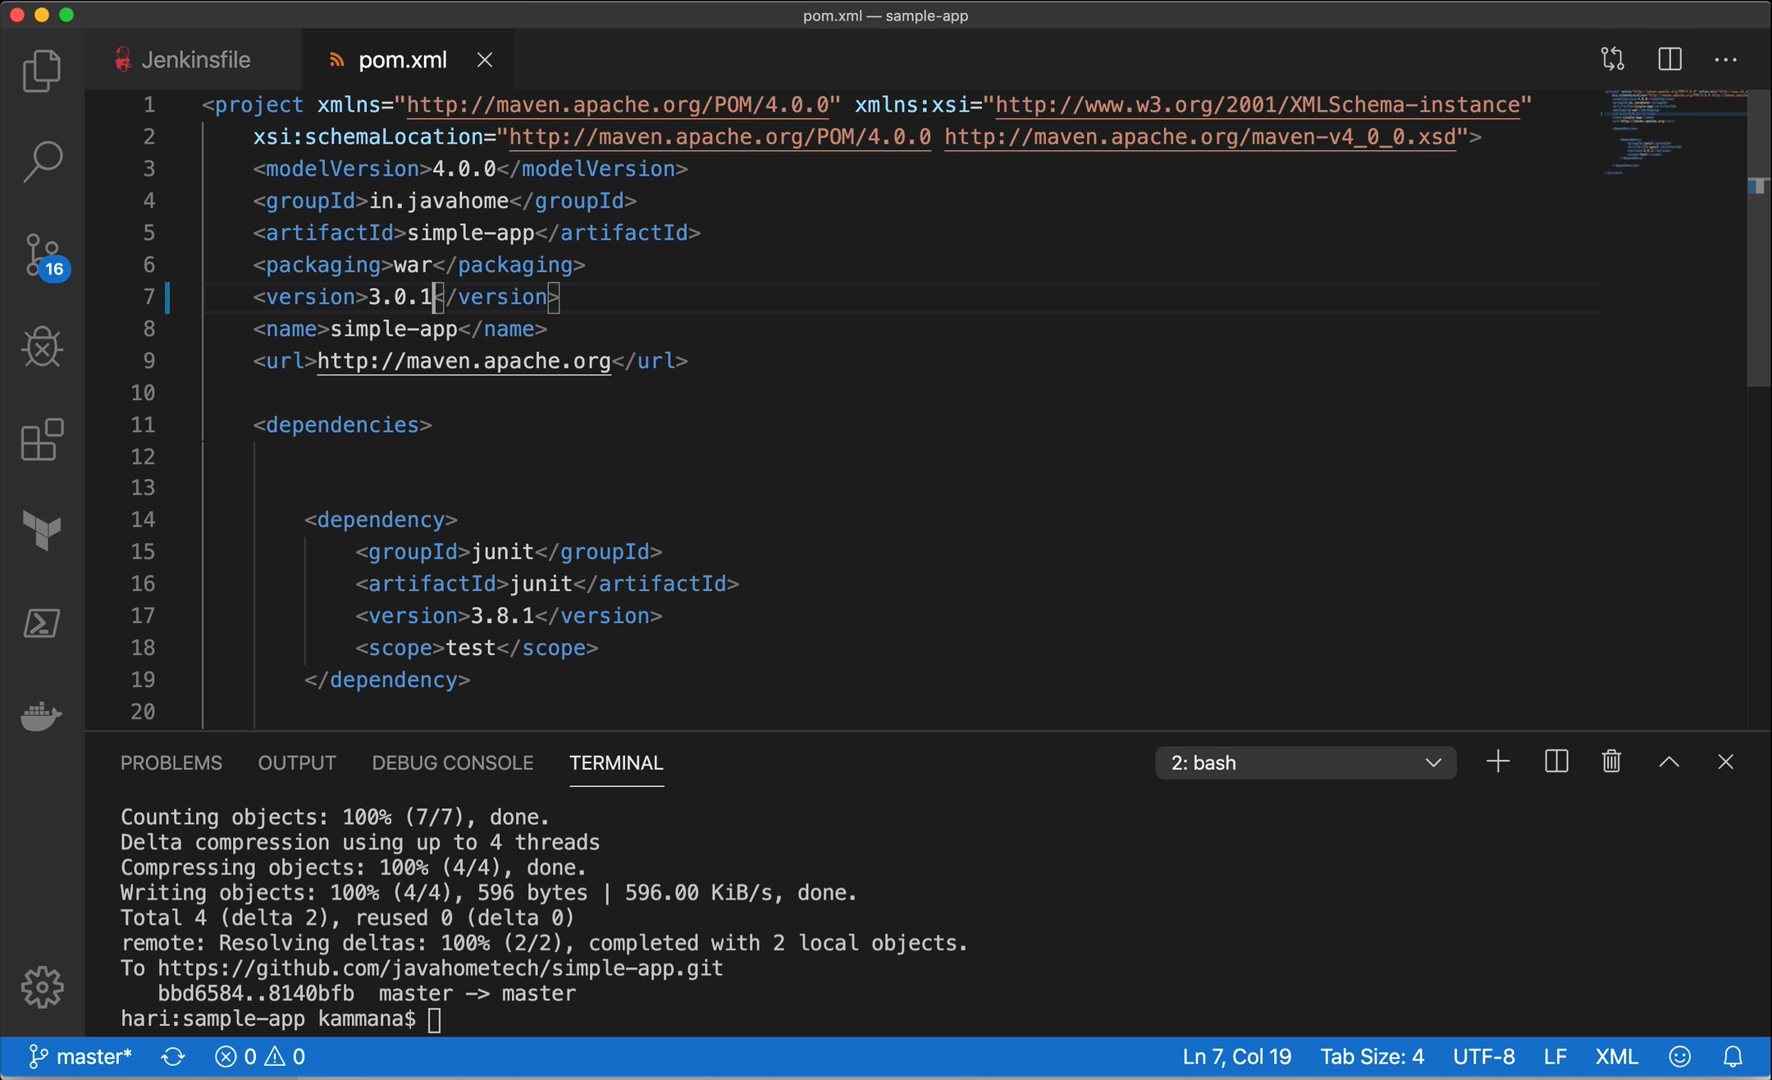 pom.xml — sample-app
Jenkinsfile
pom.xml
1 <project xmlns="http://maven.apache.org/POM/4.0.0" xmlns:xsi="http://www.w3.org/2001/XMLSchema-instance"
2 xsi:schemaLocation="http://maven.apache.org/POM/4.0.0 http://maven.apache.org/maven-v4_0_0.xsd">
3 <modelVersion>4.0.0</modelVersion>
4 <groupId>in.javahome</groupId>
5 <artifactId>simple-app</artifactId>
6 <packaging>war</packaging>
7 <version>3.0.1</version>
8 <name>simple-app</name>
9 <url>http://maven.apache.org</url>
10
11 <dependencies>
12
13
14 <dependency>
15 <groupId>junit</groupId>
16 <artifactId>junit</artifactId>
17 <version>3.8.1</version>
18 <scope>test</scope>
19 </dependency>
20
16
PROBLEMS OUTPUT DEBUG CONSOLE TERMINAL 2: bash
Counting objects: 100% (7/7), done.
Delta compression using up to 4 threads
Compressing objects: 100% (4/4), done.
Writing objects: 100% (4/4), 596 bytes | 596.00 KiB/s, done.
Total 4 (delta 2), reused 0 (delta 0)
remote: Resolving deltas: 100% (2/2), completed with 2 local objects.
To https://github.com/javahometech/simple-app.git
bbd6584..8140bfb master -> master
hari:sample-app kammana$
master* 0 0 Ln 7, Col 19 Tab Size: 4 UTF-8 LF XML